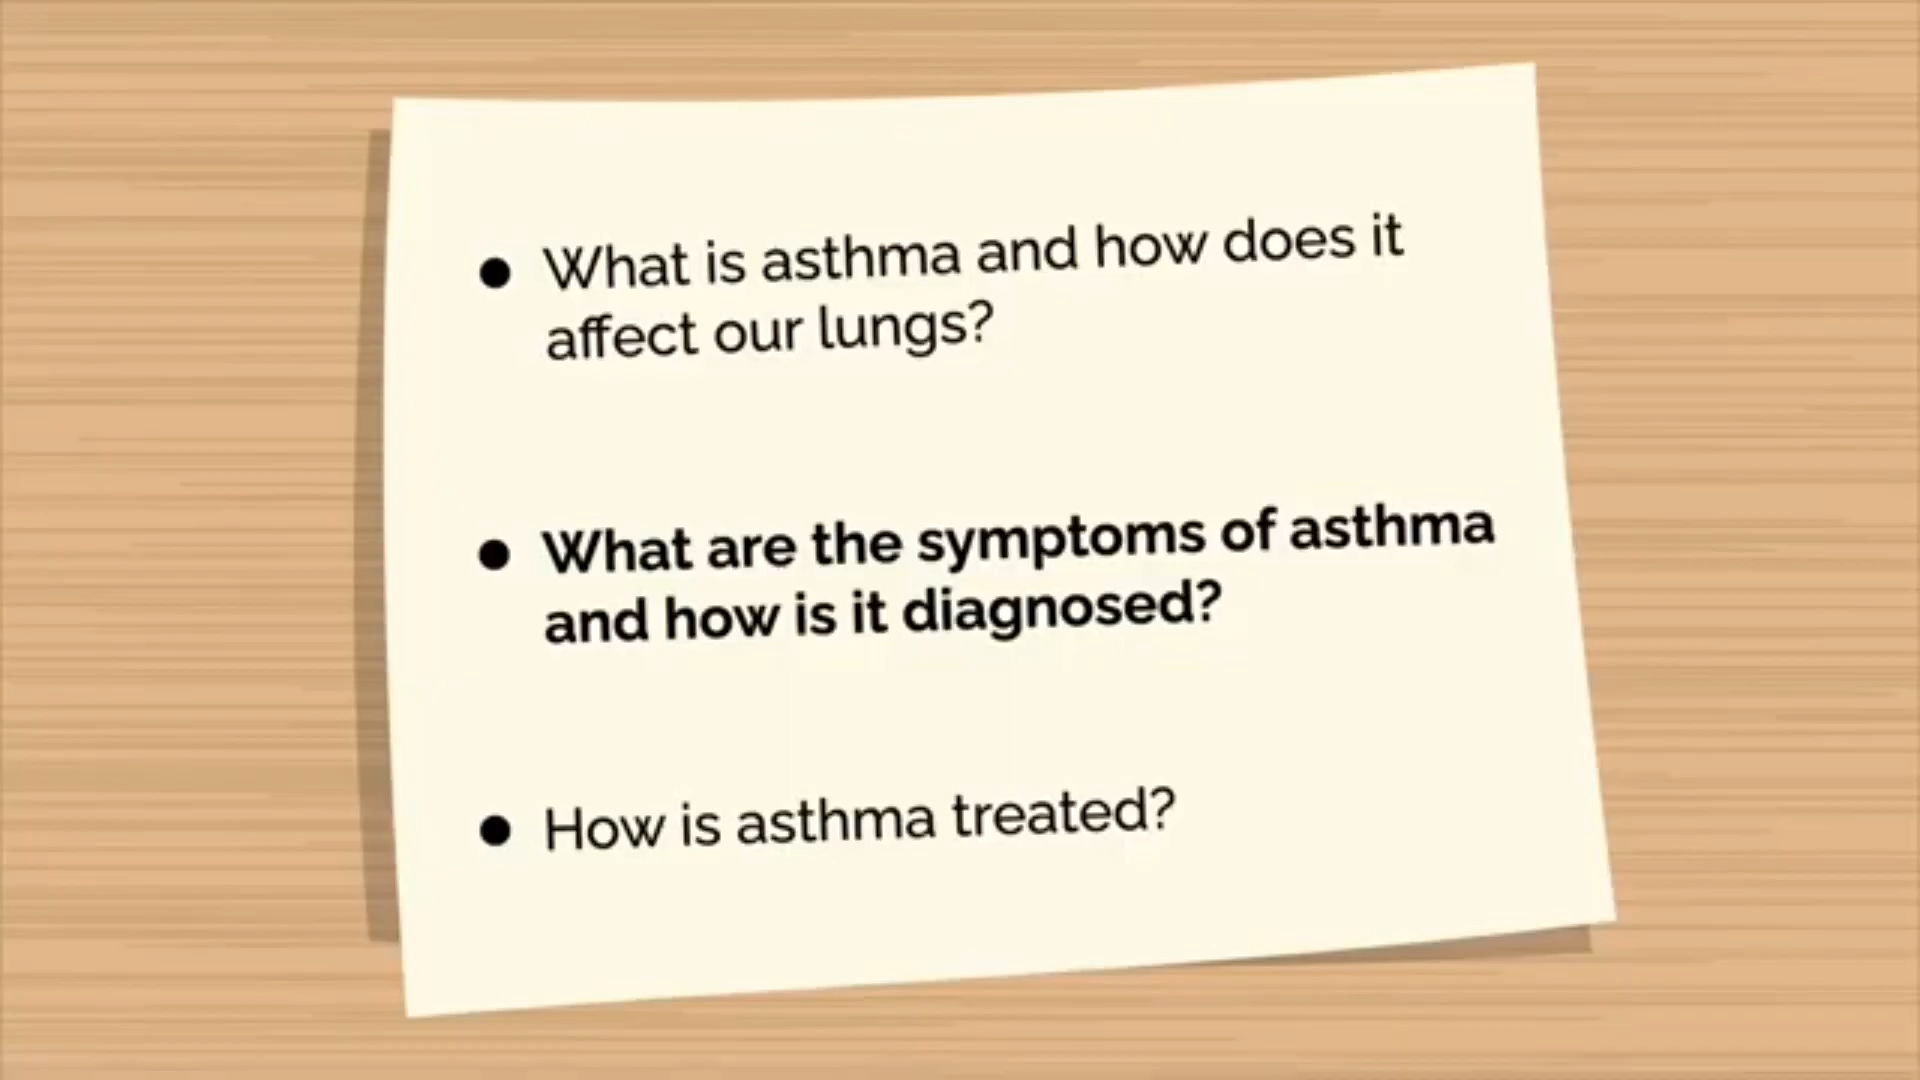 ● What is asthma and how does it
affect our lungs?
● What are the symptoms of asthma
and how is it diagnosed?
● How is asthma treated?